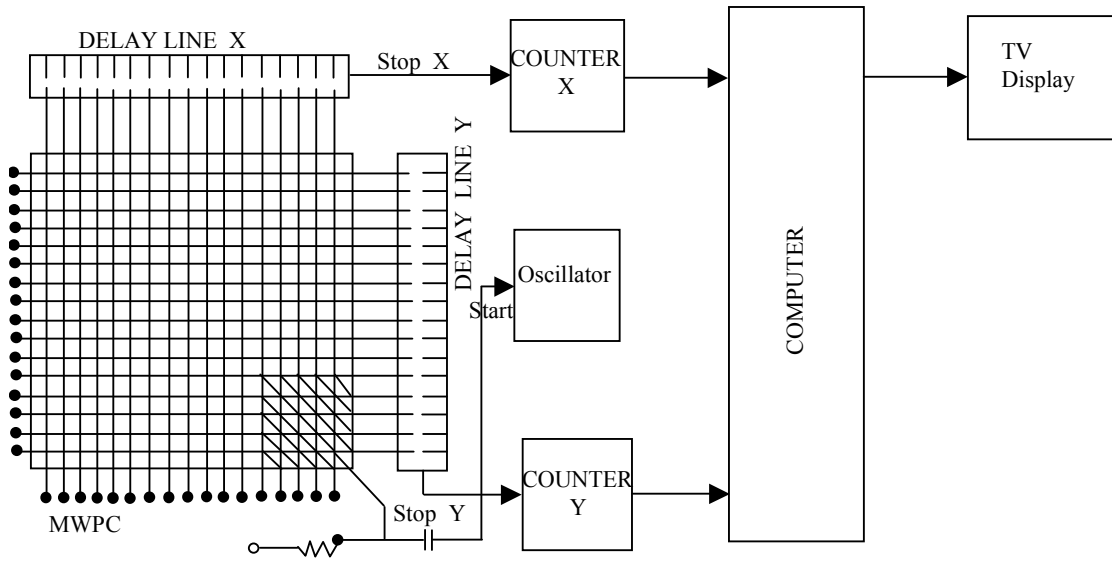 DELAY LINE X
Stop X
COUNTER
X
TV
Display
DELAY LINE Y
Oscillator
Start
COMPUTER
COUNTER
Y
Stop Y
MWPC